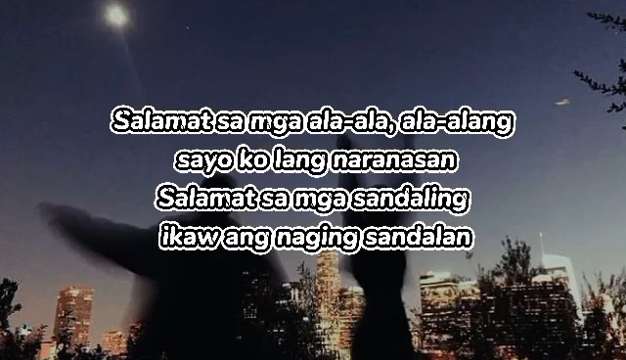 Salamat sa mga ala-ala, ala-alang
sayo ko lang naranasan
Salamat sa mga sandaling
ikaw ang naging sandalan